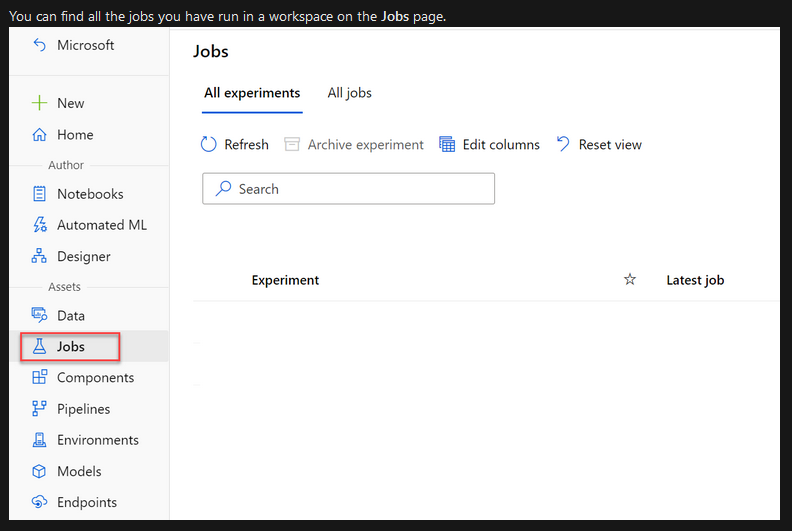 You can find all the jobs you have run in a workspace on the Jobs page.
Microsoft
New
Home
Author
Notebooks
Automated ML
Designer
Assets
Data
Jobs
Components
Pipelines
Environments
Models
Endpoints
Jobs
All experiments All jobs
Refresh Archive experiment Edit columns Reset view
Search
Experiment Latest job